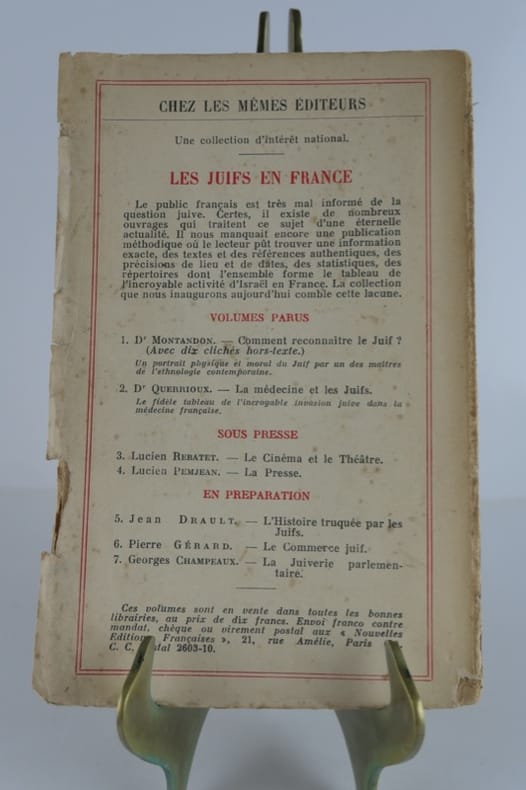 CHEZ LES MÊMES ÉDITEURS
Une collection d'intérêt national.
LES JUIFS EN FRANCE
Le public français est très mal informé de la
question juive. Certes, il existe de nombreux
ouvrages qui traitent ce sujet d'une éternelle
actualité. Il nous manquait encore une publication
méthodique où le lecteur pût trouver une information
exacte, des textes et des références authentiques, des
précisions de lieu et de dates, des statistiques, des
répertoires dont l'ensemble forme le tableau de
l'incroyable activité d'Israël en France. La collection
que nous inaugurons aujourd'hui comble cette lacune.
VOLUMES PARUS
1. Dr MONTANDON. — Comment reconnaître le Juif ?
(Avec dix clichés hors-texte.)
Un portrait physique et moral du Juif par un des maîtres
de l'ethnologie contemporaine.
2. Dr QUERRIOUX. — La médecine et les Juifs.
Le fidèle tableau de l'incroyable invasion juive dans la
médecine française.
SOUS PRESSE
3. Lucien REBATET. — Le Cinéma et le Théâtre.
4. Lucien PEMJEAN. — La Presse.
EN PREPARATION
5. Jean DRAULT. — L'Histoire truquée par les
Juifs.
6. Pierre GÉRARD. — Le Commerce juif.
7. Georges CHAMPEAUX. — La Juiverie parlemen-
taire.
Ces volumes sont en vente dans toutes les bonnes
librairies, au prix de dix francs. Envoi franco contre
mandat, chèque ou virement postal aux « Nouvelles
Editions Françaises », 21, rue Amélie, Paris
C. C. 2603-10.